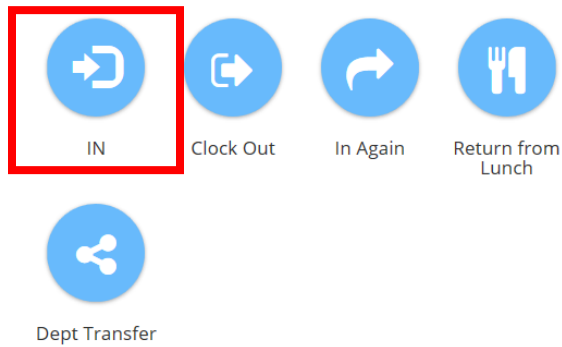 IN
Clock Out
In Again
Return from
Lunch
Dept Transfer